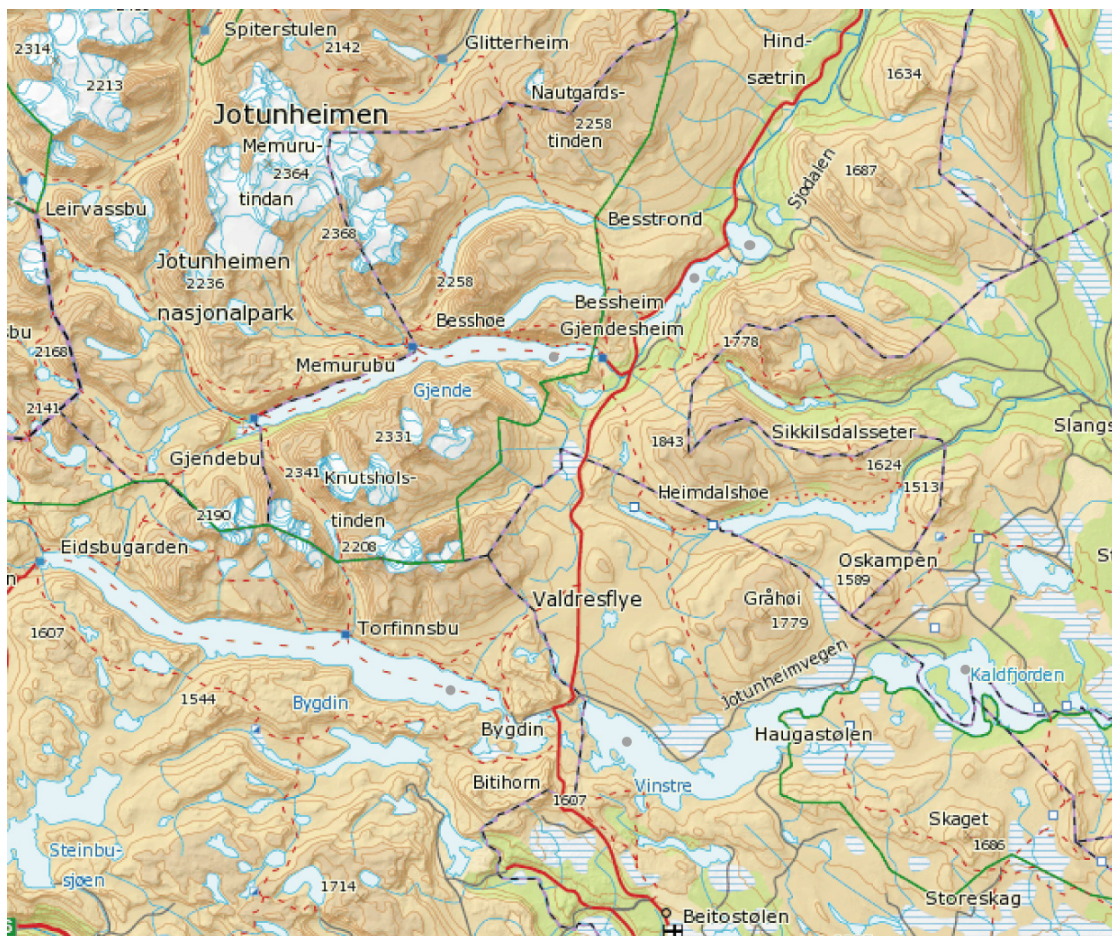 Spiterstulen
2314
2142
Glitterheim
Hind-
sætrin
2213
1634
Nautgards-
2258
tinden
Jotunheimen
Memuru-
2364
tindan
1687
Sjodalen
Leirvassbu
Besstrond
2368
Jotunheimen
2236
2258
nasjonalpark
Bessheim
Besshøe
Gjendesheim
sbu
2168
Memurubu
1778
Gjende
2141
2331
1843
Sikkilsdalsseter
Slangs
Gjendebu
2341
Knutshols-
1624
1513
Heimdalshøe
2190
tinden
2208
Eidsbugarden
Oskampen
St
n
1589
Valdresflye
Gråhøi
1779
1607
Torfinnsbu
Jotunheimvegen
Kaldfjorden
1544
Bygdin
Bygdin
Haugastølen
Bitihorn
Vinstre
1607
Skaget
1686
Steinbu-
sjøen
1714
Storeskag
Beitostølen